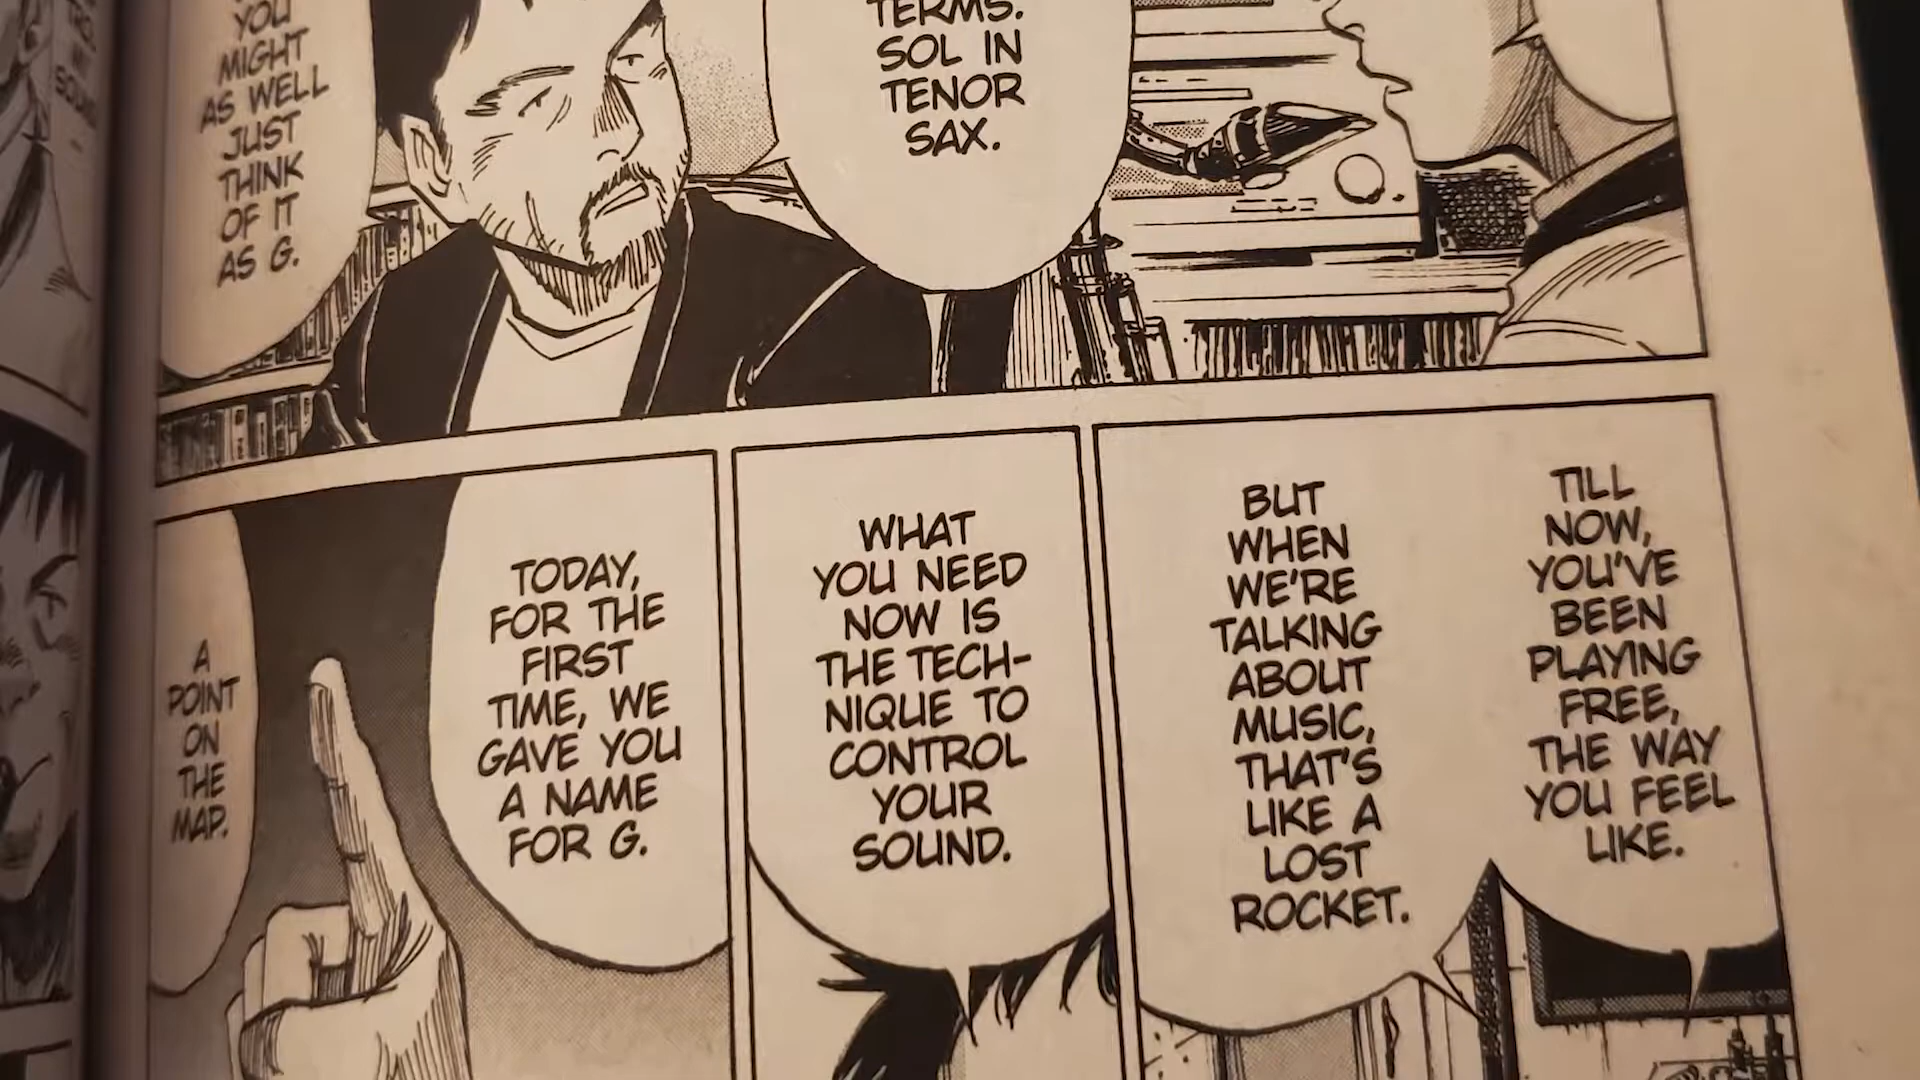 TERMS.
SOL IN
TENOR
SAX.
YOU
MIGHT
AS WELL
JUST
THINK
OF IT
AS G.
TILL
NOW,
YOU'VE
BEEN
PLAYING
FREE,
THE WAY
YOU FEEL
LIKE.
BUT
WHEN
WE'RE
TALKING
ABOUT
MUSIC,
THAT'S
LIKE A
LOST
ROCKET.
WHAT
YOU NEED
NOW IS
THE TECH-
NIQUE TO
CONTROL
YOUR
SOUND.
TODAY,
FOR THE
FIRST
TIME, WE
GAVE YOU
A NAME
FOR G.
A
POINT
ON
THE
MAP.